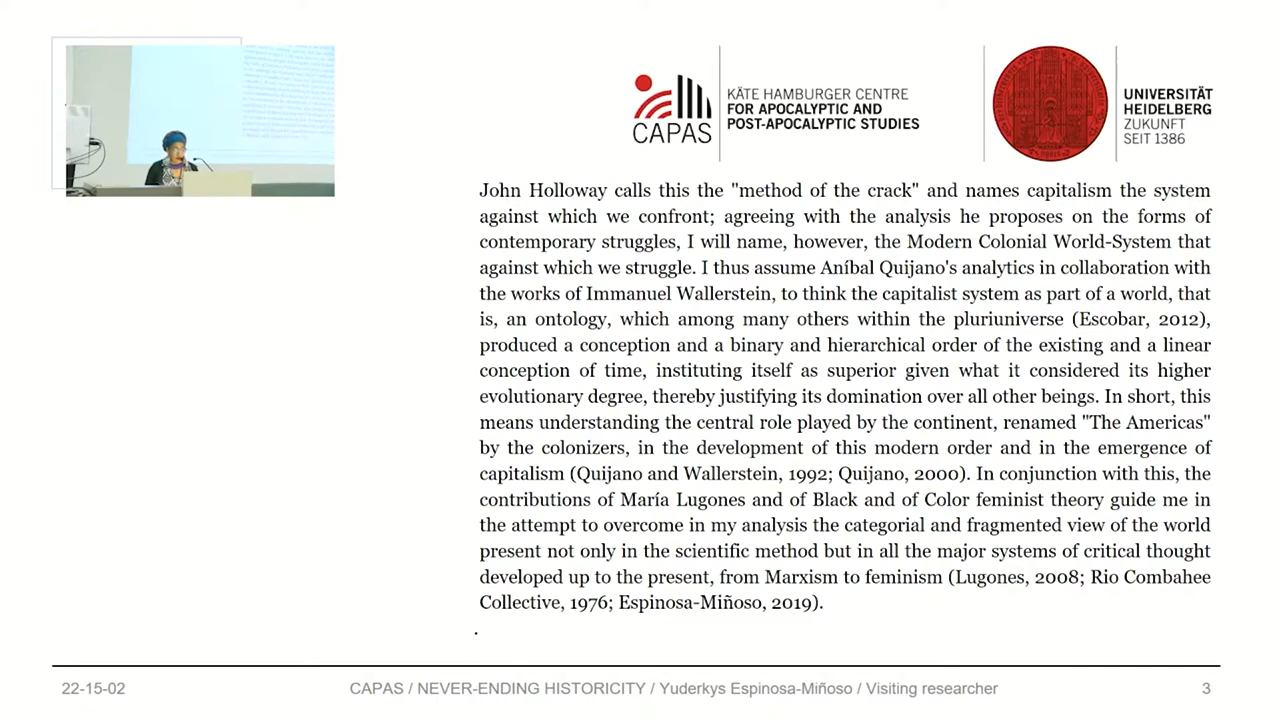 CAPAS
KÄTE HAMBURGER CENTRE
FOR APOCALYPTIC AND
POST-APOCALYPTIC STUDIES
UNIVERSITÄT
HEIDELBERG
ZUKUNFT
SEIT 1386
John Holloway calls this the "method of the crack" and names capitalism the system
against which we confront; agreeing with the analysis he proposes on the forms of
contemporary struggles, I will name, however, the Modern Colonial World-System that
against which we struggle. I thus assume Aníbal Quijano's analytics in collaboration with
the works of Immanuel Wallerstein, to think the capitalist system as part of a world, that
is, an ontology, which among many others within the pluriuniverse (Escobar, 2012),
produced a conception and a binary and hierarchical order of the existing and a linear
conception of time, instituting itself as superior given what it considered its higher
evolutionary degree, thereby justifying its domination over all other beings. In short, this
means understanding the central role played by the continent, renamed "The Americas"
by the colonizers, in the development of this modern order and in the emergence of
capitalism (Quijano and Wallerstein, 1992; Quijano, 2000). In conjunction with this, the
contributions of María Lugones and of Black and of Color feminist theory guide me in
the attempt to overcome in my analysis the categorial and fragmented view of the world
present not only in the scientific method but in all the major systems of critical thought
developed up to the present, from Marxism to feminism (Lugones, 2008; Rio Combahee
Collective, 1976; Espinosa-Miñoso, 2019).
.
22-15-02
CAPAS / NEVER-ENDING HISTORICITY / Yuderkys Espinosa-Miñoso / Visiting researcher
3